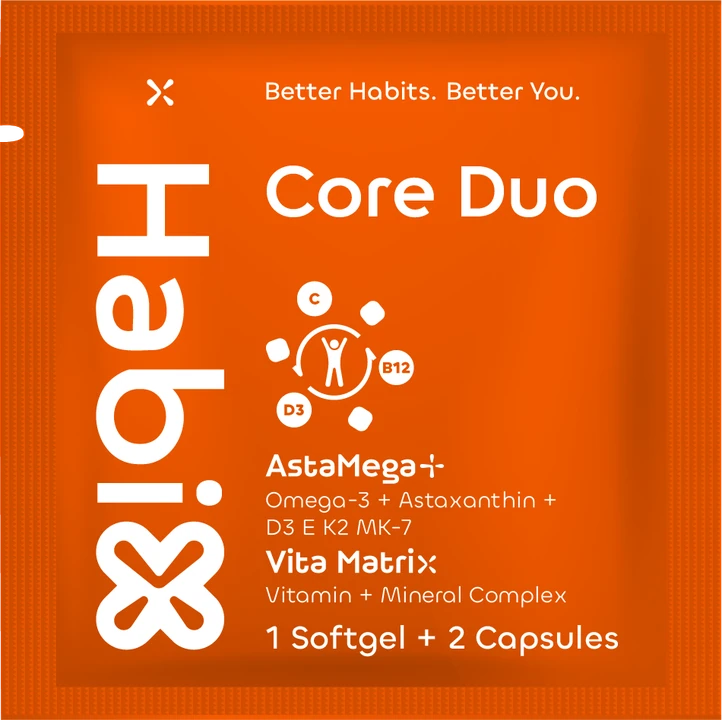 Better Habits. Better You.
Habix
Core Duo
C
B12
D3
AstaMega+
Omega-3 + Astaxanthin +
D3 E K2 MK-7
Vita Matrix
Vitamin + Mineral Complex
1 Softgel + 2 Capsules